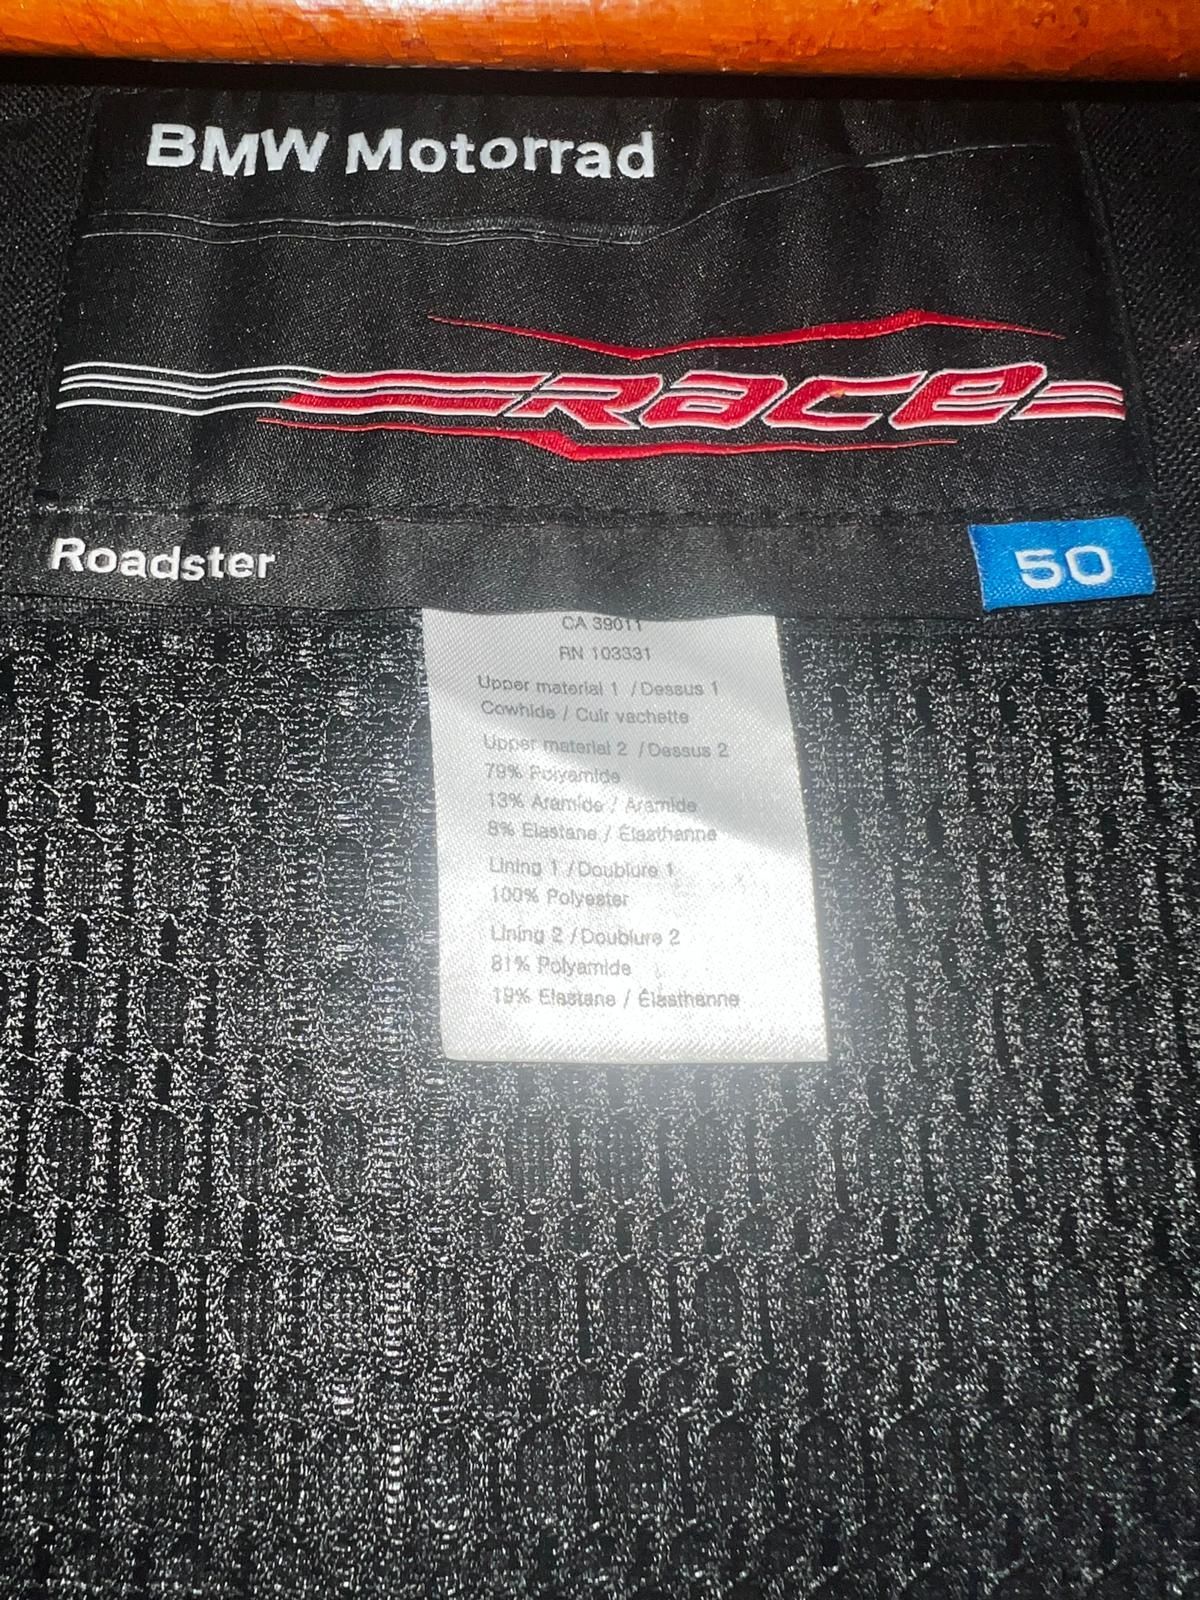 BMW Motorrad
Race
Roadster
50
CA 39011
RN 103331
Upper material 1 / Dessus 1
Cowhide / Cuir vachette
Upper material 2 / Dessus 2
79% Polyamide
13% Aramide / Aramide
8% Elastane / Élasthanne
Lining 1 / Doublure 1
100% Polyester
Lining 2 / Doublure 2
81% Polyamide
19% Elastane / Élasthanne